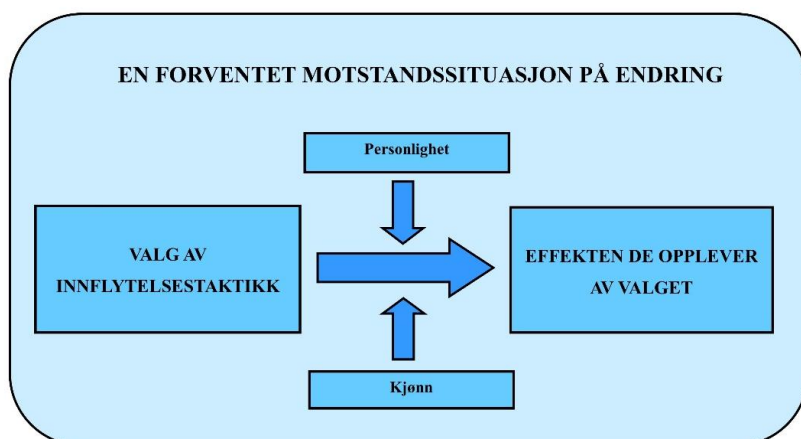 EN FORVENTET MOTSTANDSSITUASJON PÅ ENDRING
Personlighet
VALG AV
INNFLYTELSESTAKTIKK
EFFEKTEN DE OPPLEVER
AV VALGET
Kjønn